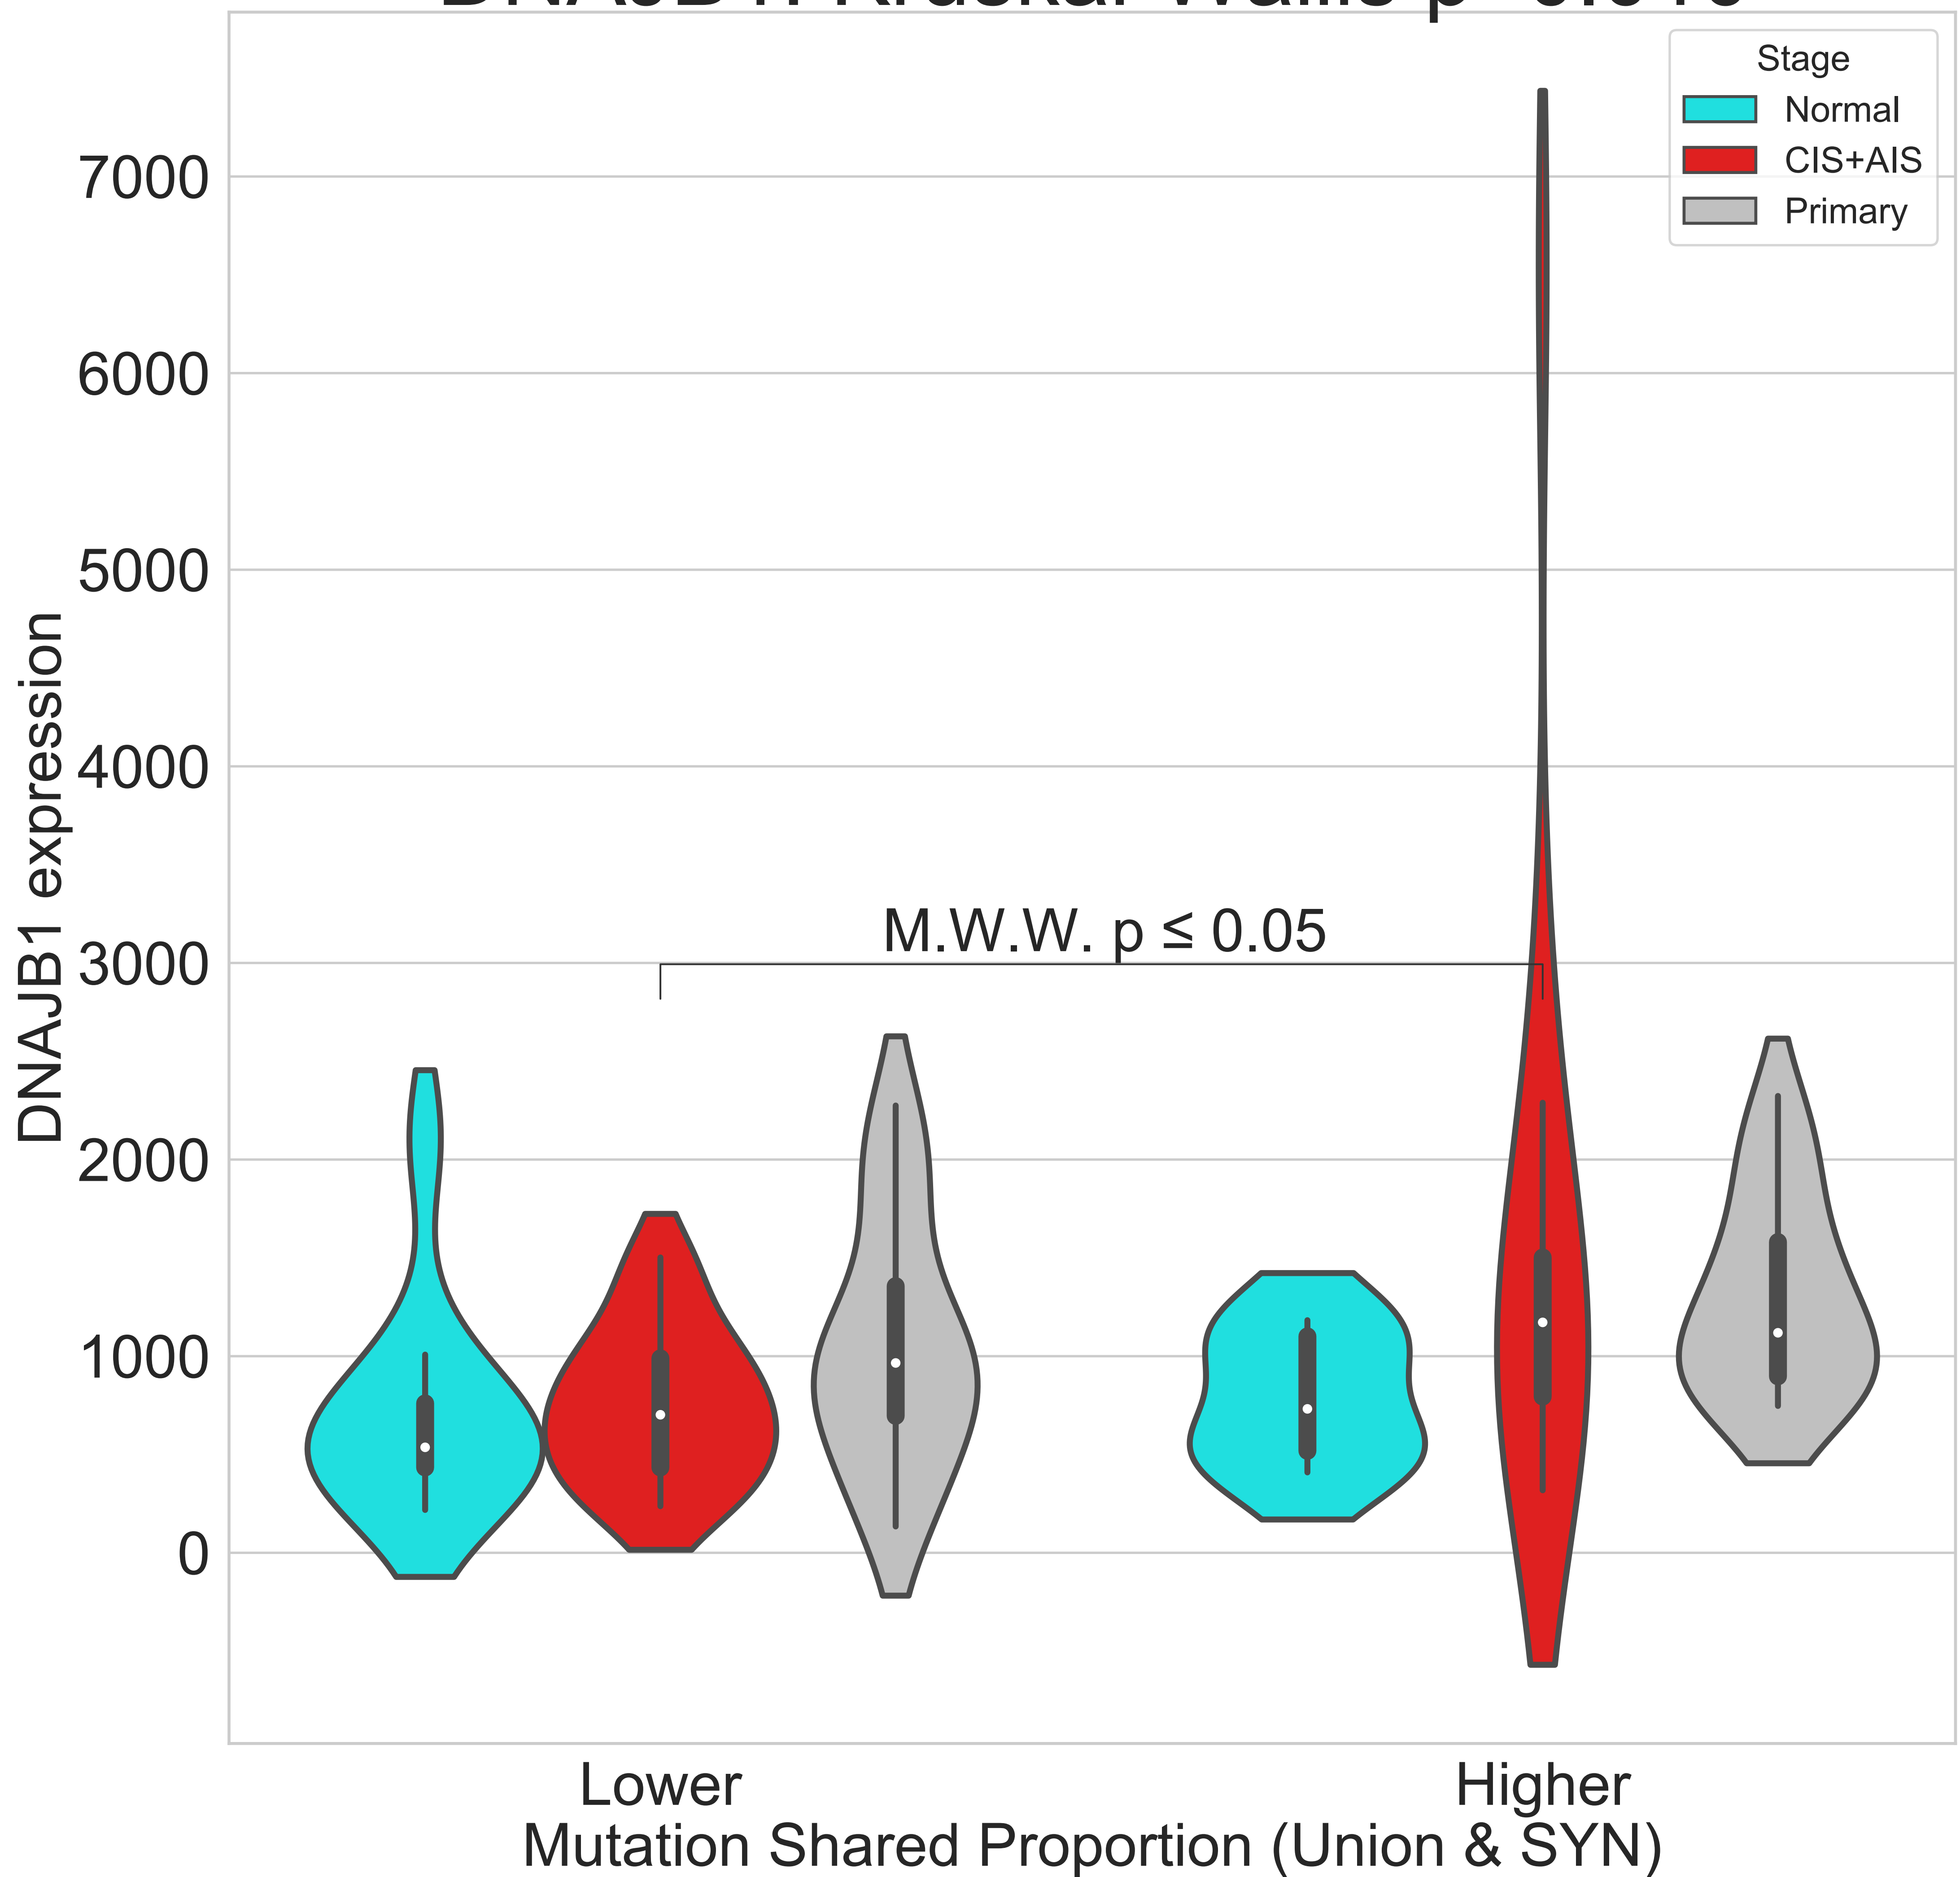 Stage
Normal
CIS+AIS
Primary
7000
6000
5000
4000
3000
2000
1000
0
DNAJB1 expression
M.W.W. p ≤ 0.05
Lower
Higher
Mutation Shared Proportion (Union & SYN)